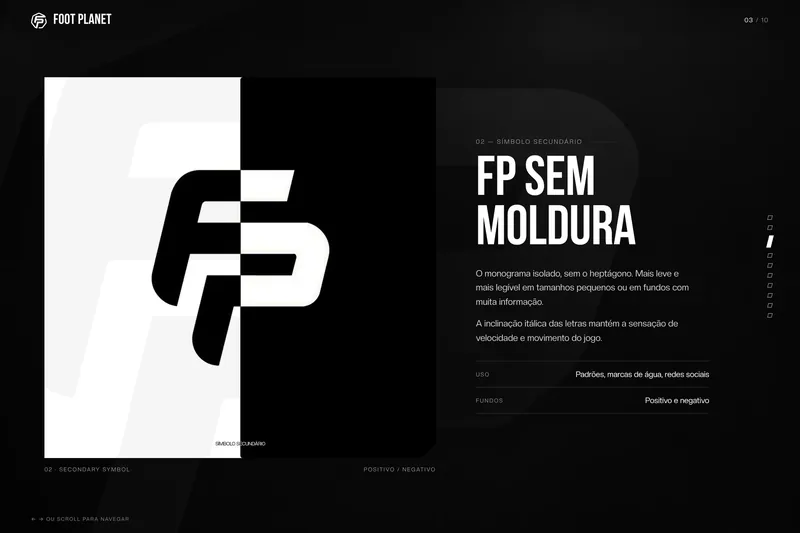 FOOT PLANET
03 / 10
FP
SÍMBOLO SECUNDÁRIO
02 · SECONDARY SYMBOL
POSITIVO / NEGATIVO
02 — SÍMBOLO SECUNDÁRIO
FP SEM
MOLDURA
O monograma isolado, sem o heptágono. Mais leve e
mais legível em tamanhos pequenos ou em fundos com
muita informação.
A inclinação itálica das letras mantém a sensação de
velocidade e movimento do jogo.
USO
Padrões, marcas de água, redes sociais
FUNDOS
Positivo e negativo
← → OU SCROLL PARA NAVEGAR